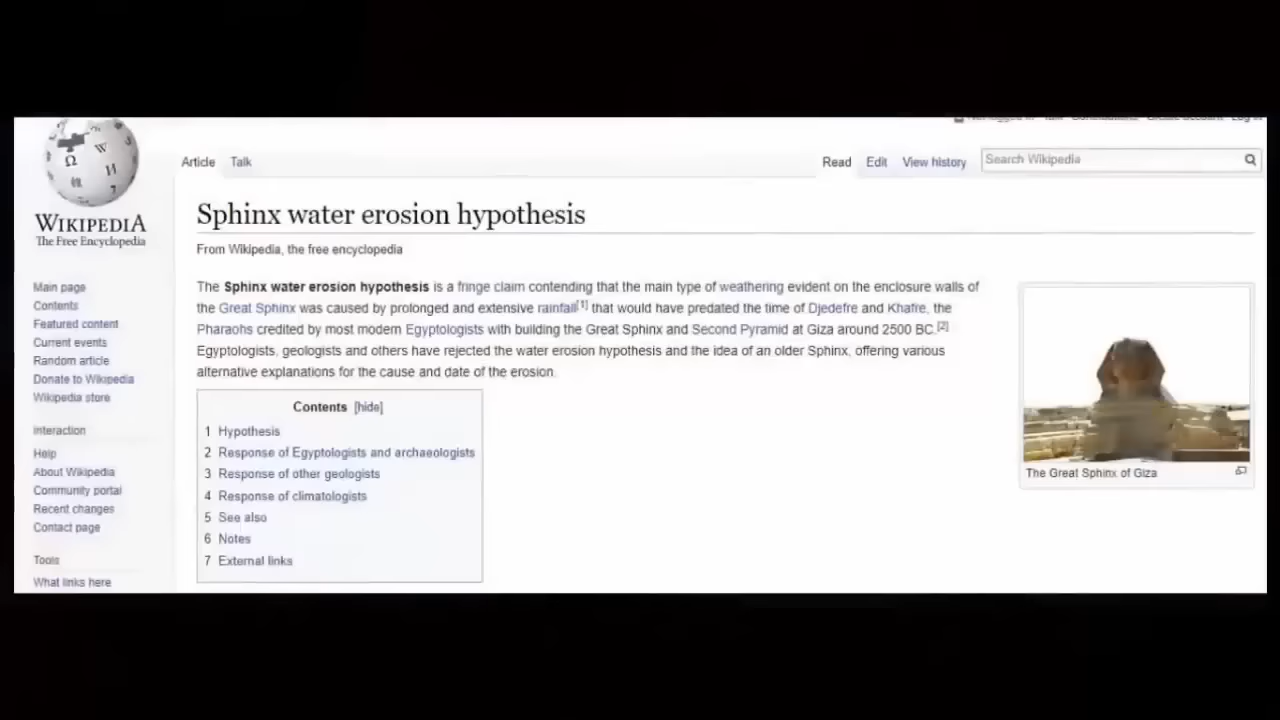 Article Talk
Read Edit View history Search Wikipedia
WIKIPEDIA
The Free Encyclopedia
Sphinx water erosion hypothesis
From Wikipedia, the free encyclopedia
The Sphinx water erosion hypothesis is a fringe claim contending that the main type of weathering evident on the enclosure walls of
the Great Sphinx was caused by prolonged and extensive rainfall[1] that would have predated the time of Djedefre and Khafre, the
Pharaohs credited by most modern Egyptologists with building the Great Sphinx and Second Pyramid at Giza around 2500 BC.[2]
Egyptologists, geologists and others have rejected the water erosion hypothesis and the idea of an older Sphinx, offering various
alternative explanations for the cause and date of the erosion.
Contents [hide]
1 Hypothesis
2 Response of Egyptologists and archaeologists
3 Response of other geologists
4 Response of climatologists
5 See also
6 Notes
7 External links
The Great Sphinx of Giza
Main page
Contents
Featured content
Current events
Random article
Donate to Wikipedia
Wikipedia store
Interaction
Help
About Wikipedia
Community portal
Recent changes
Contact page
Tools
What links here